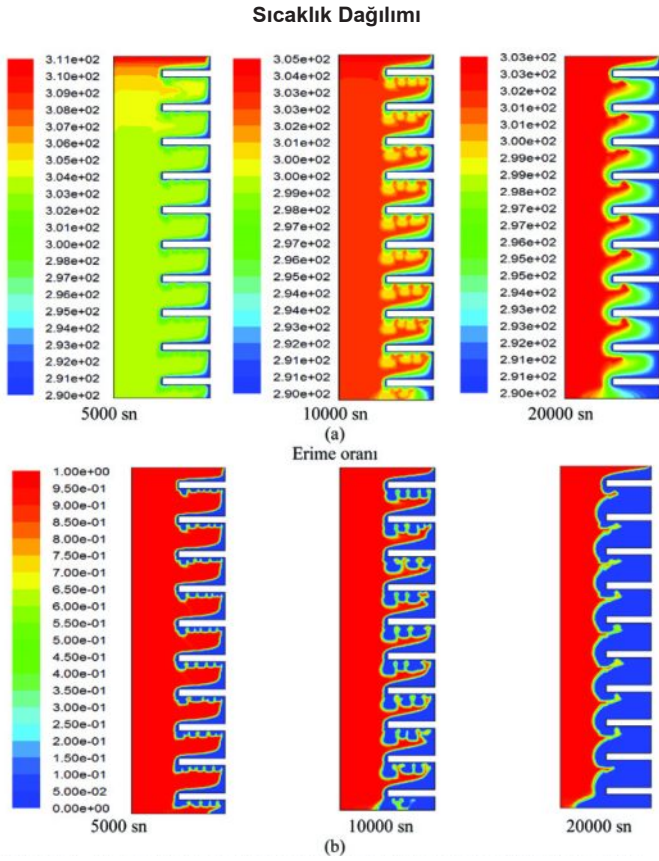 Sıcaklık Dağılımı
3.11e+02
3.10e+02
3.09e+02
3.08e+02
3.07e+02
3.06e+02
3.05e+02
3.04e+02
3.03e+02
3.02e+02
3.01e+02
3.00e+02
2.98e+02
2.97e+02
2.96e+02
2.95e+02
2.94e+02
2.93e+02
2.92e+02
2.91e+02
2.90e+02
5000 sn
3.05e+02
3.04e+02
3.03e+02
3.03e+02
3.02e+02
3.01e+02
3.00e+02
3.00e+02
2.99e+02
2.98e+02
2.97e+02
2.97e+02
2.96e+02
2.95e+02
2.94e+02
2.94e+02
2.93e+02
2.92e+02
2.91e+02
2.91e+02
2.90e+02
10000 sn
3.03e+02
3.03e+02
3.02e+02
3.01e+02
3.01e+02
3.00e+02
2.99e+02
2.99e+02
2.98e+02
2.97e+02
2.97e+02
2.96e+02
2.95e+02
2.95e+02
2.94e+02
2.93e+02
2.93e+02
2.92e+02
2.91e+02
2.91e+02
2.90e+02
20000 sn
(a)
Erime oranı
1.00e+00
9.50e-01
9.00e-01
8.50e-01
8.00e-01
7.50e-01
7.00e-01
6.50e-01
6.00e-01
5.50e-01
5.00e-01
4.50e-01
4.00e-01
3.50e-01
3.00e-01
2.50e-01
2.00e-01
1.50e-01
1.00e-01
5.00e-02
0.00e+00
5000 sn
10000 sn
20000 sn
(b)